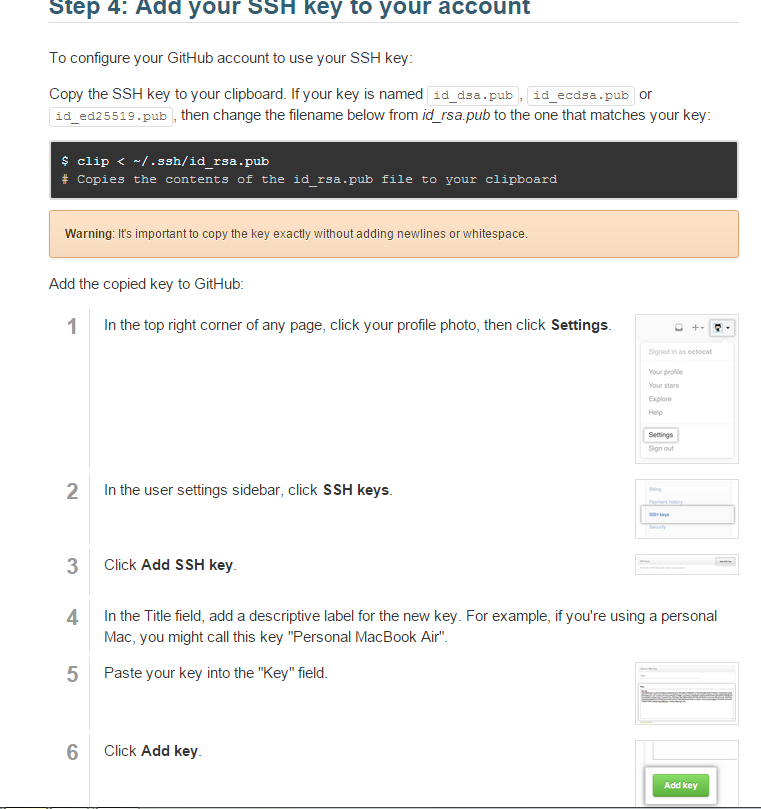 Step 4: Add your SSH key to your account
To configure your GitHub account to use your SSH key:
Copy the SSH key to your clipboard. If your key is named id_dsa.pub, id_ecdsa.pub or
id_ed25519.pub, then change the filename below from id_rsa.pub to the one that matches your key:
$ clip < ~/.ssh/id_rsa.pub
# Copies the contents of the id_rsa.pub file to your clipboard
Warning: It's important to copy the key exactly without adding newlines or whitespace.
Add the copied key to GitHub:
1 In the top right corner of any page, click your profile photo, then click Settings.
Signed in as octocat
Your profile
Your stars
Explore
Help
Settings
Sign out
2 In the user settings sidebar, click SSH keys.
Billing
Payment history
SSH keys
Security
3 Click Add SSH key.
4 In the Title field, add a descriptive label for the new key. For example, if you're using a personal
Mac, you might call this key "Personal MacBook Air".
5 Paste your key into the "Key" field.
6 Click Add key.
Add key